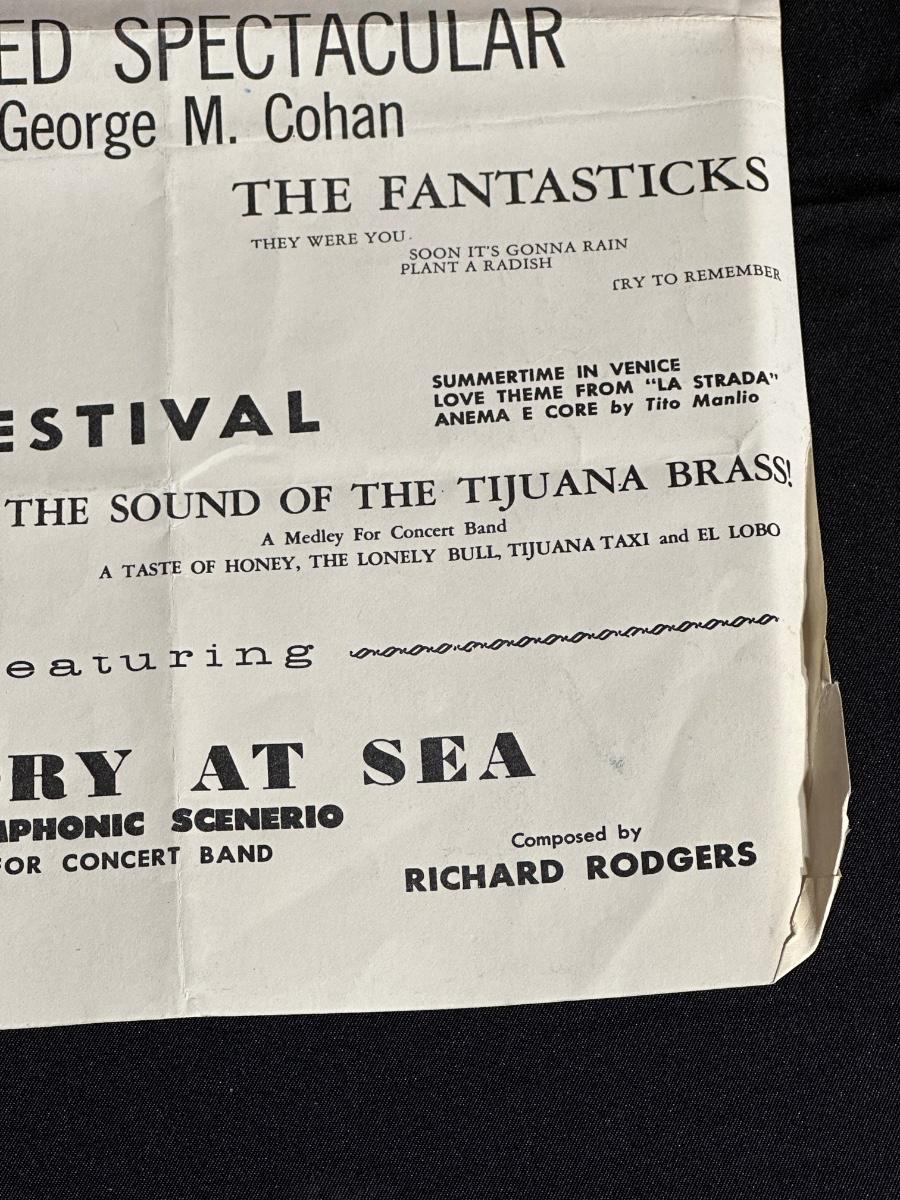 ED SPECTACULAR
George M. Cohan
THE FANTASTICKS
THEY WERE YOU
SOON IT'S GONNA RAIN
PLANT A RADISH
TRY TO REMEMBER
ESTIVAL
SUMMERTIME IN VENICE
LOVE THEME FROM "LA STRADA"
ANEMA E CORE by Tito Manlio
THE SOUND OF THE TIJUANA BRASS!
A Medley For Concert Band
A TASTE OF HONEY, THE LONELY BULL, TIJUANA TAXI and EL LOBO
eaturing
ORY AT SEA
MPHONIC SCENERIO
FOR CONCERT BAND
Composed by
RICHARD RODGERS